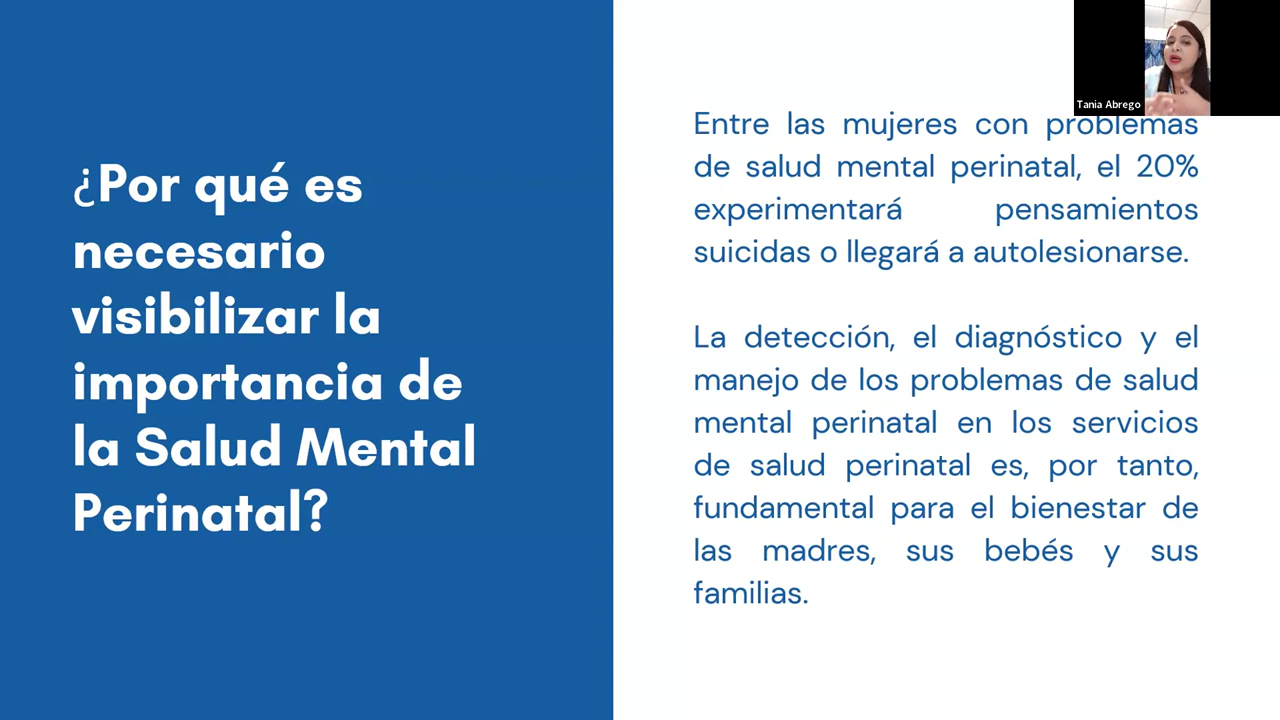 ¿Por qué es
necesario
visibilizar la
importancia de
la Salud Mental
Perinatal?
Tania Abrego
Entre las mujeres con problemas
de salud mental perinatal, el 20%
experimentará pensamientos
suicidas o llegará a autolesionarse.
La detección, el diagnóstico y el
manejo de los problemas de salud
mental perinatal en los servicios
de salud perinatal es, por tanto,
fundamental para el bienestar de
las madres, sus bebés y sus
familias.